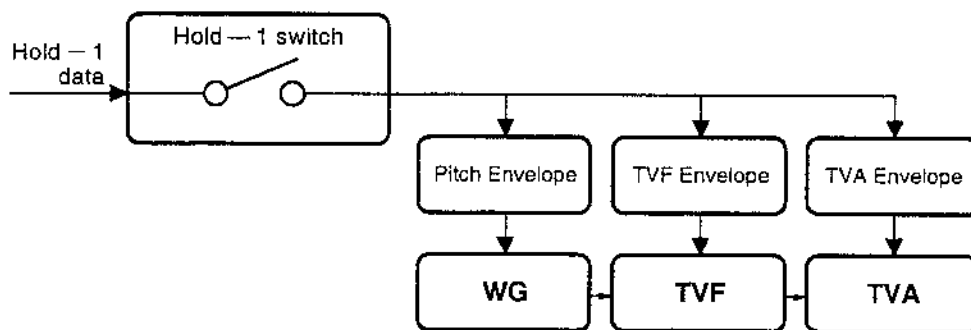 Hold – 1 switch
Hold – 1
data
Pitch Envelope
TVF Envelope
TVA Envelope
WG
TVF
TVA